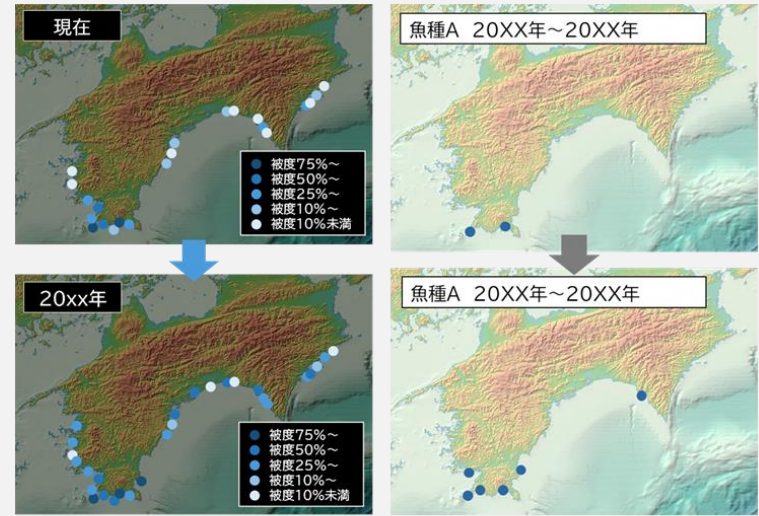 現在
被度75%~
被度50%~
被度25%~
被度10%~
被度10%未満
魚種A 20XX年~20XX年
20xx年
被度75%~
被度50%~
被度25%~
被度10%~
被度10%未満
魚種A 20XX年~20XX年